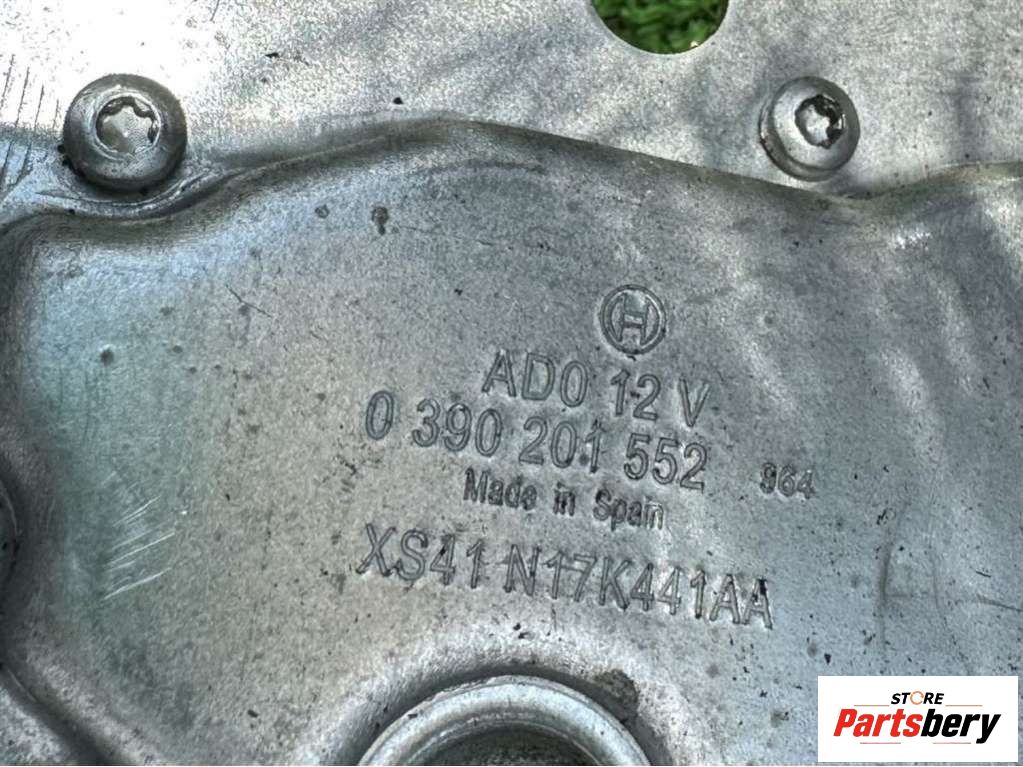 AD0 12 V
0 390 201 552 964
Made in Spain
XS41 N17K441AA
STORE
Partsbery